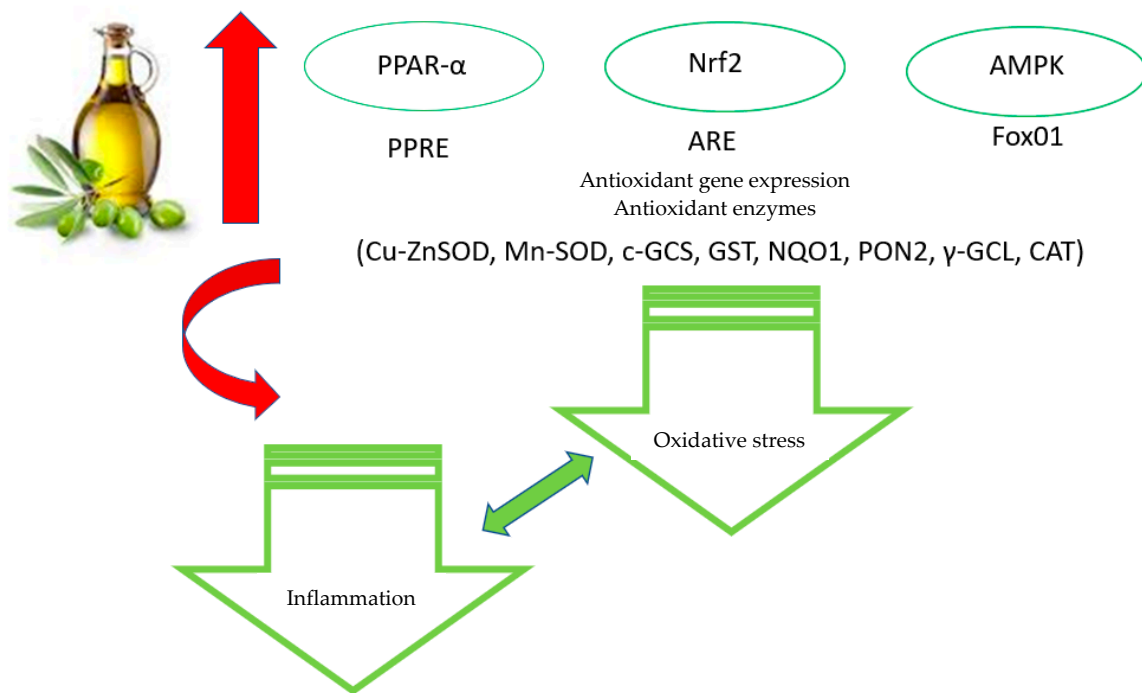 PPAR-α
Nrf2
AMPK
PPRE
ARE
Fox01
Antioxidant gene expression
Antioxidant enzymes
(Cu-ZnSOD, Mn-SOD, c-GCS, GST, NQO1, PON2, γ-GCL, CAT)
Oxidative stress
Inflammation